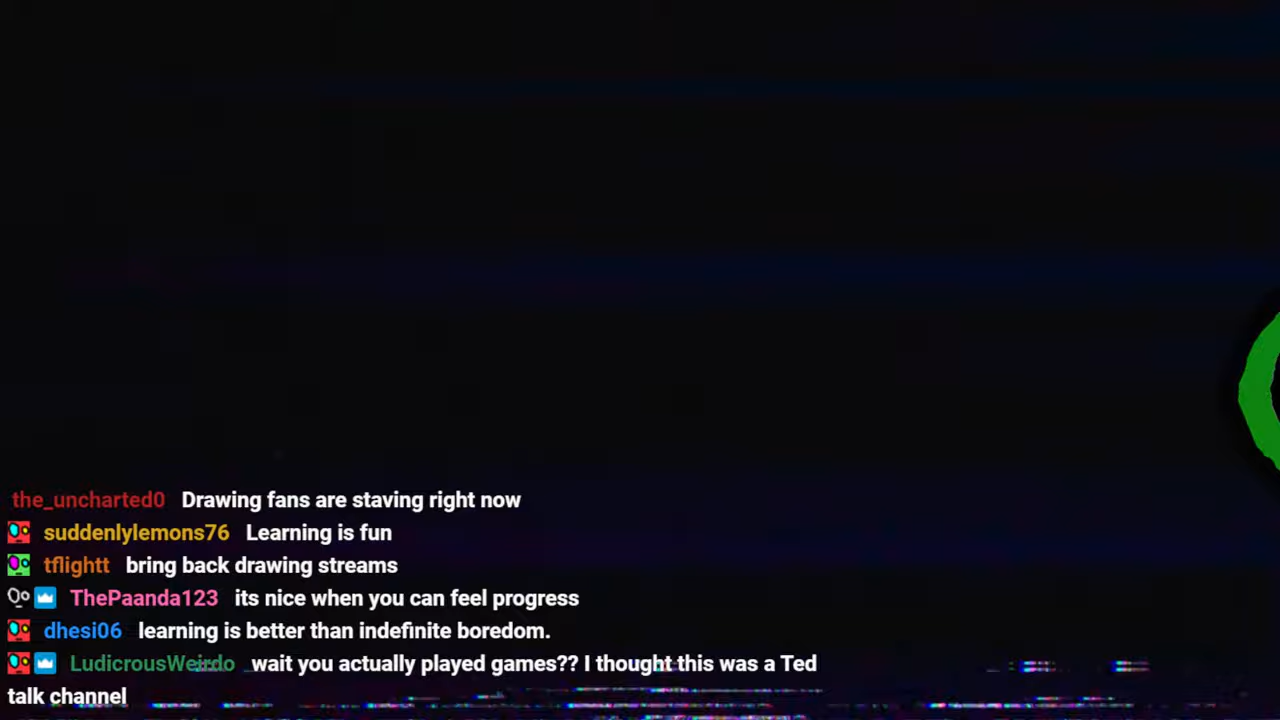 the_uncharted0 Drawing fans are staving right now
suddenlylemons76 Learning is fun
tflightt bring back drawing streams
ThePaanda123 its nice when you can feel progress
dhesi06 learning is better than indefinite boredom.
LudicrousWeirdo wait you actually played games?? I thought this was a Ted
talk channel